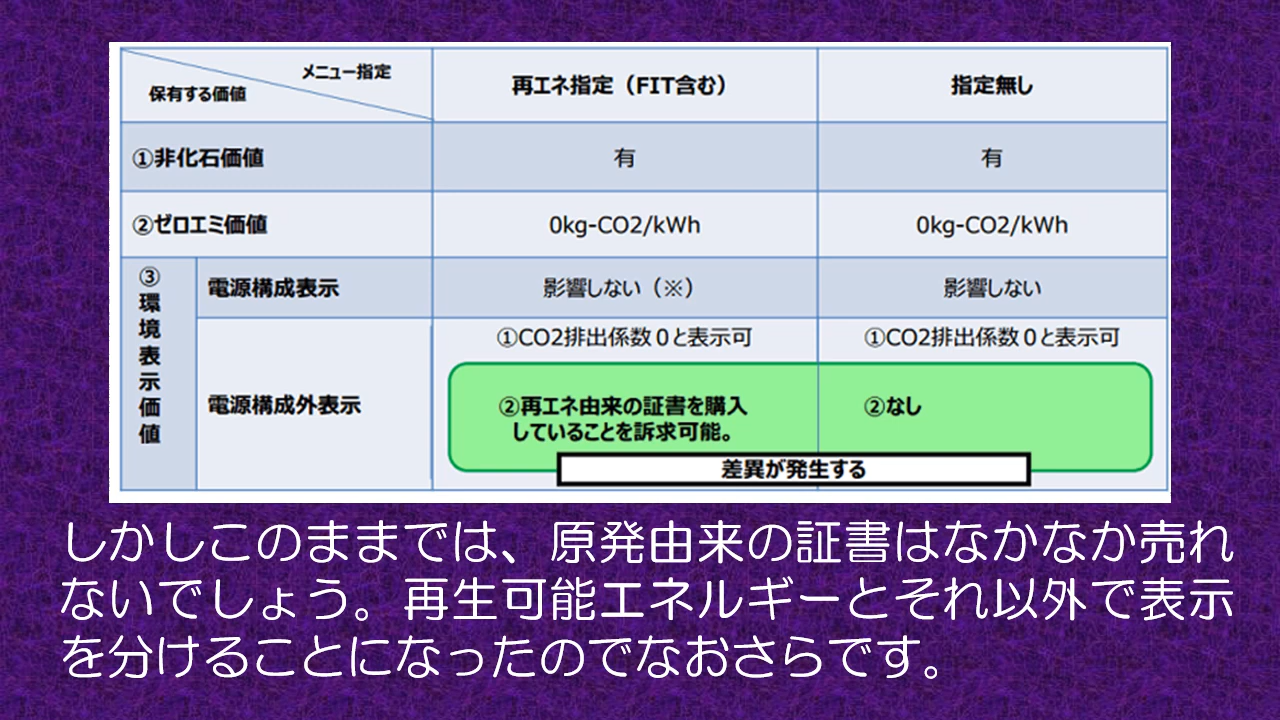 メニュー指定
保有する価値
再エネ指定（FIT含む）
指定無し
①非化石価値
有
有
②ゼロエミ価値
0kg-CO2/kWh
0kg-CO2/kWh
③環境表示価値
電源構成表示
影響しない（※）
影響しない
電源構成外表示
①CO2排出係数０と表示可
①CO2排出係数０と表示可
②再エネ由来の証書を購入
していることを訴求可能。
②なし
差異が発生する
しかしこのままでは、原発由来の証書はなかなか売れ
ないでしょう。再生可能エネルギーとそれ以外で表示
を分けることになったのでなおさらです。